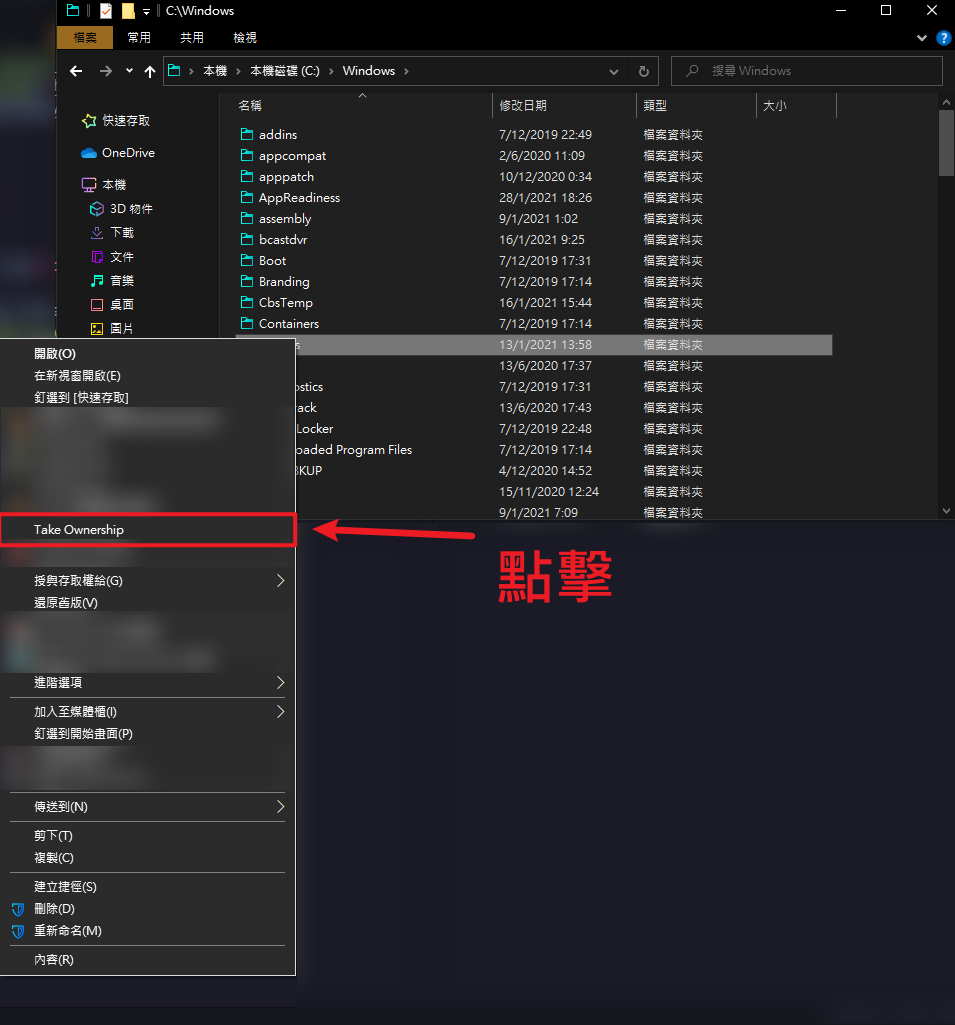 C:\Windows
檔案 常用 共用 檢視
本機 本機磁碟 (C:) Windows 搜尋 Windows
名稱 修改日期 類型 大小
快速存取
OneDrive
本機
3D 物件
下載
文件
音樂
桌面
圖片
addins 7/12/2019 22:49 檔案資料夾
appcompat 2/6/2020 11:09 檔案資料夾
apppatch 10/12/2020 0:34 檔案資料夾
AppReadiness 28/1/2021 18:26 檔案資料夾
assembly 9/1/2021 1:02 檔案資料夾
bcastdvr 16/1/2021 9:25 檔案資料夾
Boot 7/12/2019 17:31 檔案資料夾
Branding 7/12/2019 17:14 檔案資料夾
CbsTemp 16/1/2021 15:44 檔案資料夾
Containers 7/12/2019 17:14 檔案資料夾
s 13/1/2021 13:58 檔案資料夾
13/6/2020 17:37 檔案資料夾
ostics 7/12/2019 17:31 檔案資料夾
rack 13/6/2020 17:43 檔案資料夾
Locker 7/12/2019 22:48 檔案資料夾
oaded Program Files 7/12/2019 17:14 檔案資料夾
BKUP 4/12/2020 14:52 檔案資料夾
15/11/2020 12:24 檔案資料夾
9/1/2021 7:09 檔案資料夾
開啟(O)
在新視窗開啟(E)
釘選到 [快速存取]
Take Ownership
點擊
授與存取權給(G)
還原舊版(V)
進階選項
加入至媒體櫃(I)
釘選到開始畫面(P)
傳送到(N)
剪下(T)
複製(C)
建立捷徑(S)
刪除(D)
重新命名(M)
內容(R)